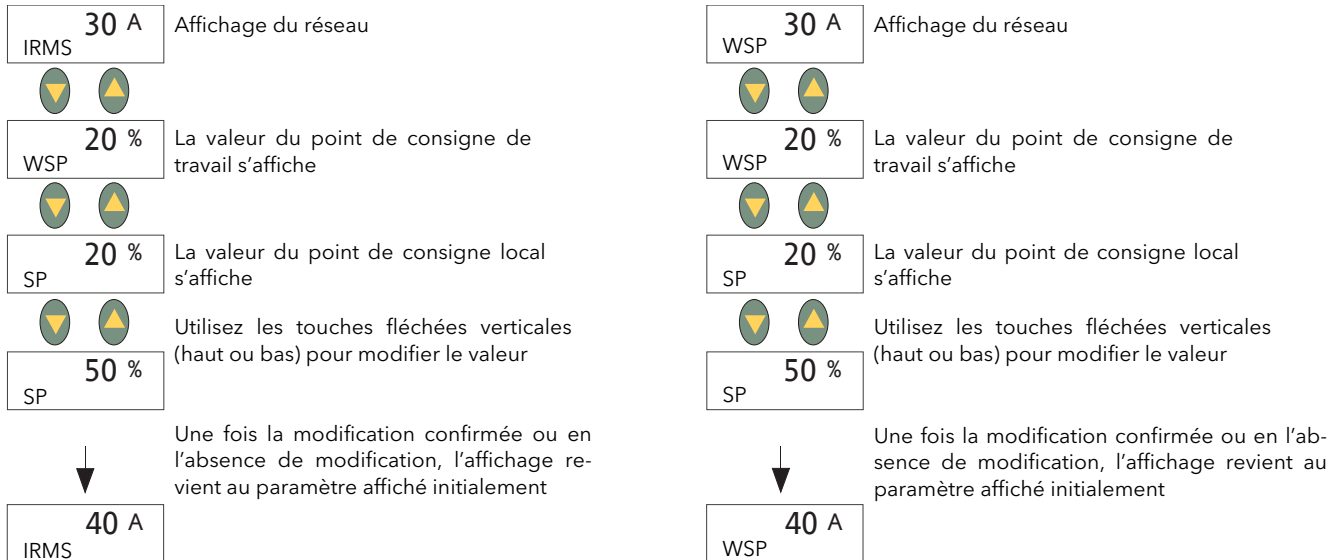 30 A
IRMS
Affichage du réseau
20 %
WSP
La valeur du point de consigne de
travail s'affiche
20 %
SP
La valeur du point de consigne local
s'affiche
Utilisez les touches fléchées verticales
(haut ou bas) pour modifier le valeur
50 %
SP
Une fois la modification confirmée ou en
l'absence de modification, l'affichage re-
vient au paramètre affiché initialement
40 A
IRMS
30 A
WSP
Affichage du réseau
20 %
WSP
La valeur du point de consigne de
travail s'affiche
20 %
SP
La valeur du point de consigne local
s'affiche
Utilisez les touches fléchées verticales
(haut ou bas) pour modifier le valeur
50 %
SP
Une fois la modification confirmée ou en l'ab-
sence de modification, l'affichage revient au
paramètre affiché initialement
40 A
WSP